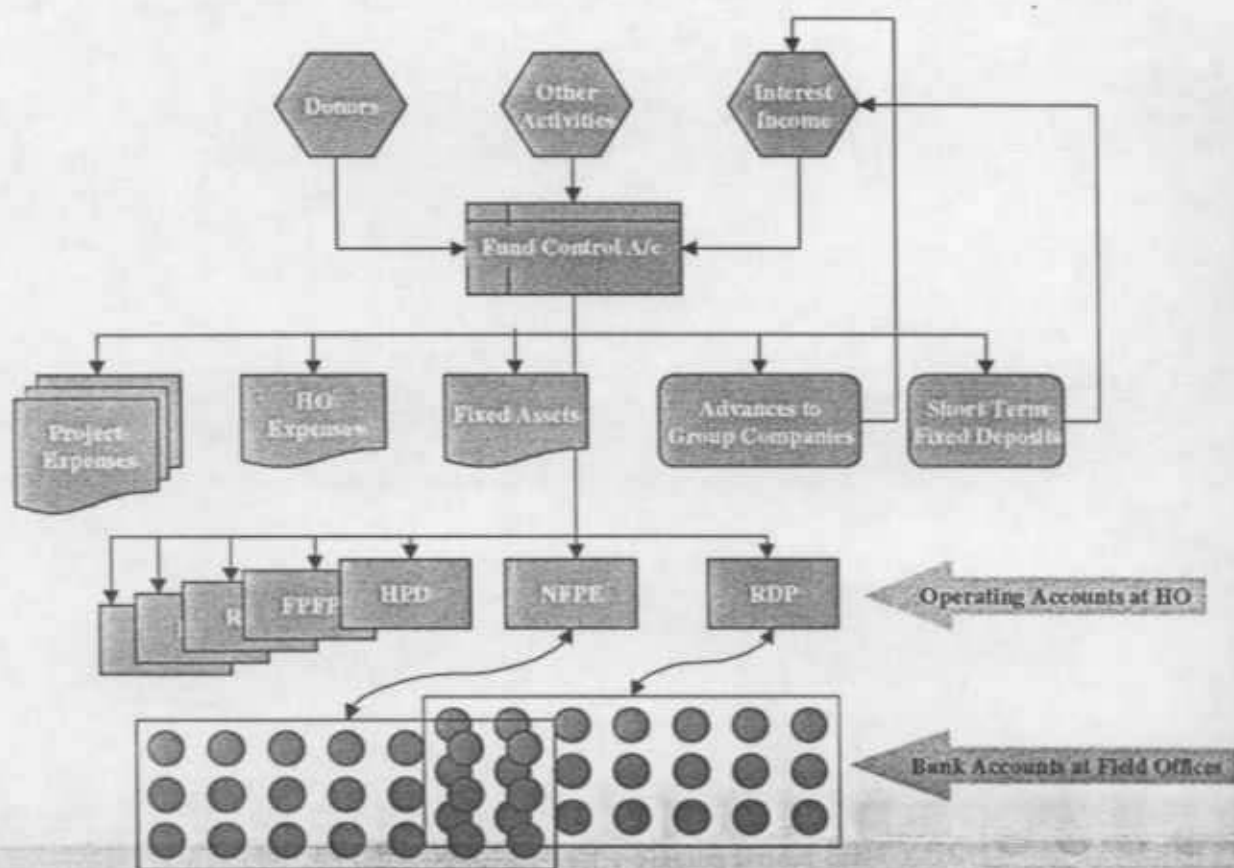 Donors
Other
Activities
Interest
Income
Fund Control A/c
Project
Expenses
HO
Expenses
Fixed Assets
Advances to
Group Companies
Short Term
Fixed Deposits
R
FPFP
HPD
NFPE
RDP
Operating Accounts at HO
Bank Accounts at Field Offices